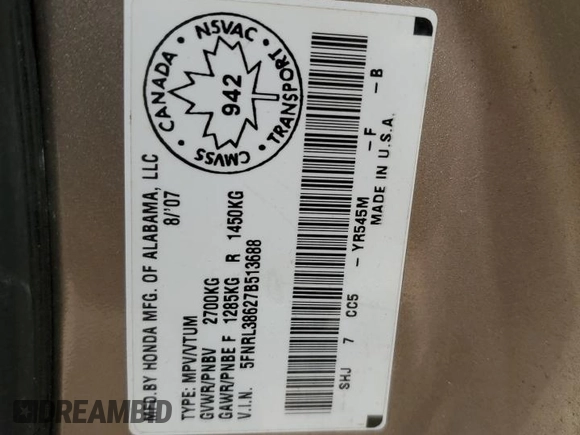 MFD.BY HONDA MFG. OF ALABAMA, LLC
8/'07
TYPE: MPV/VTUM
GVWR/PNBV 2700KG
GAWR/PNBE F 1285KG R 1450KG
V.I.N. 5FNRL38627B513688
CANADA • NSVAC • TRANSPORT • CMVSS •
942
SHJ 7 CC5 - YR545M - F - B
MADE IN U.S.A.
DREAMBID